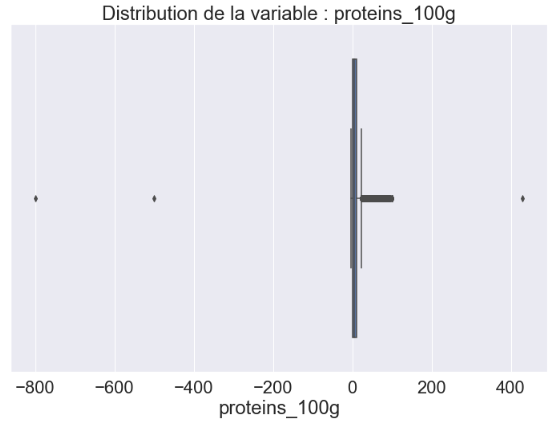 Distribution de la variable : proteins_100g
−800 −600 −400 −200 0 200 400
proteins_100g